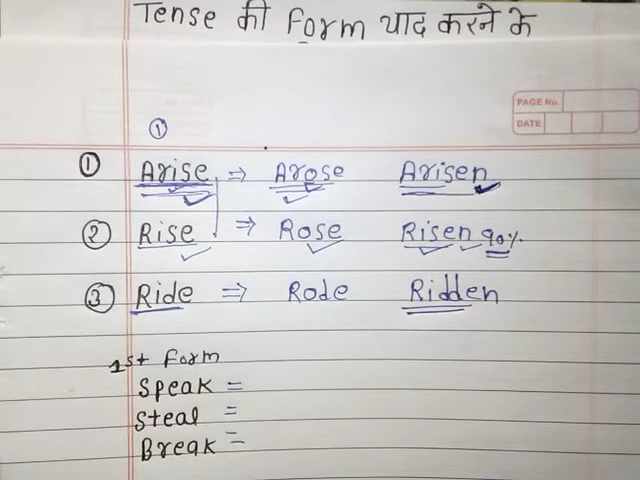 Tense की form याद करने के
PAGE No.
DATE
①
① Arise ⇒ Arose Arisen
② Rise ⇒ Rose Risen 90%.
③ Ride ⇒ Rode Ridden
1st form
Speak =
Steal =
Break =